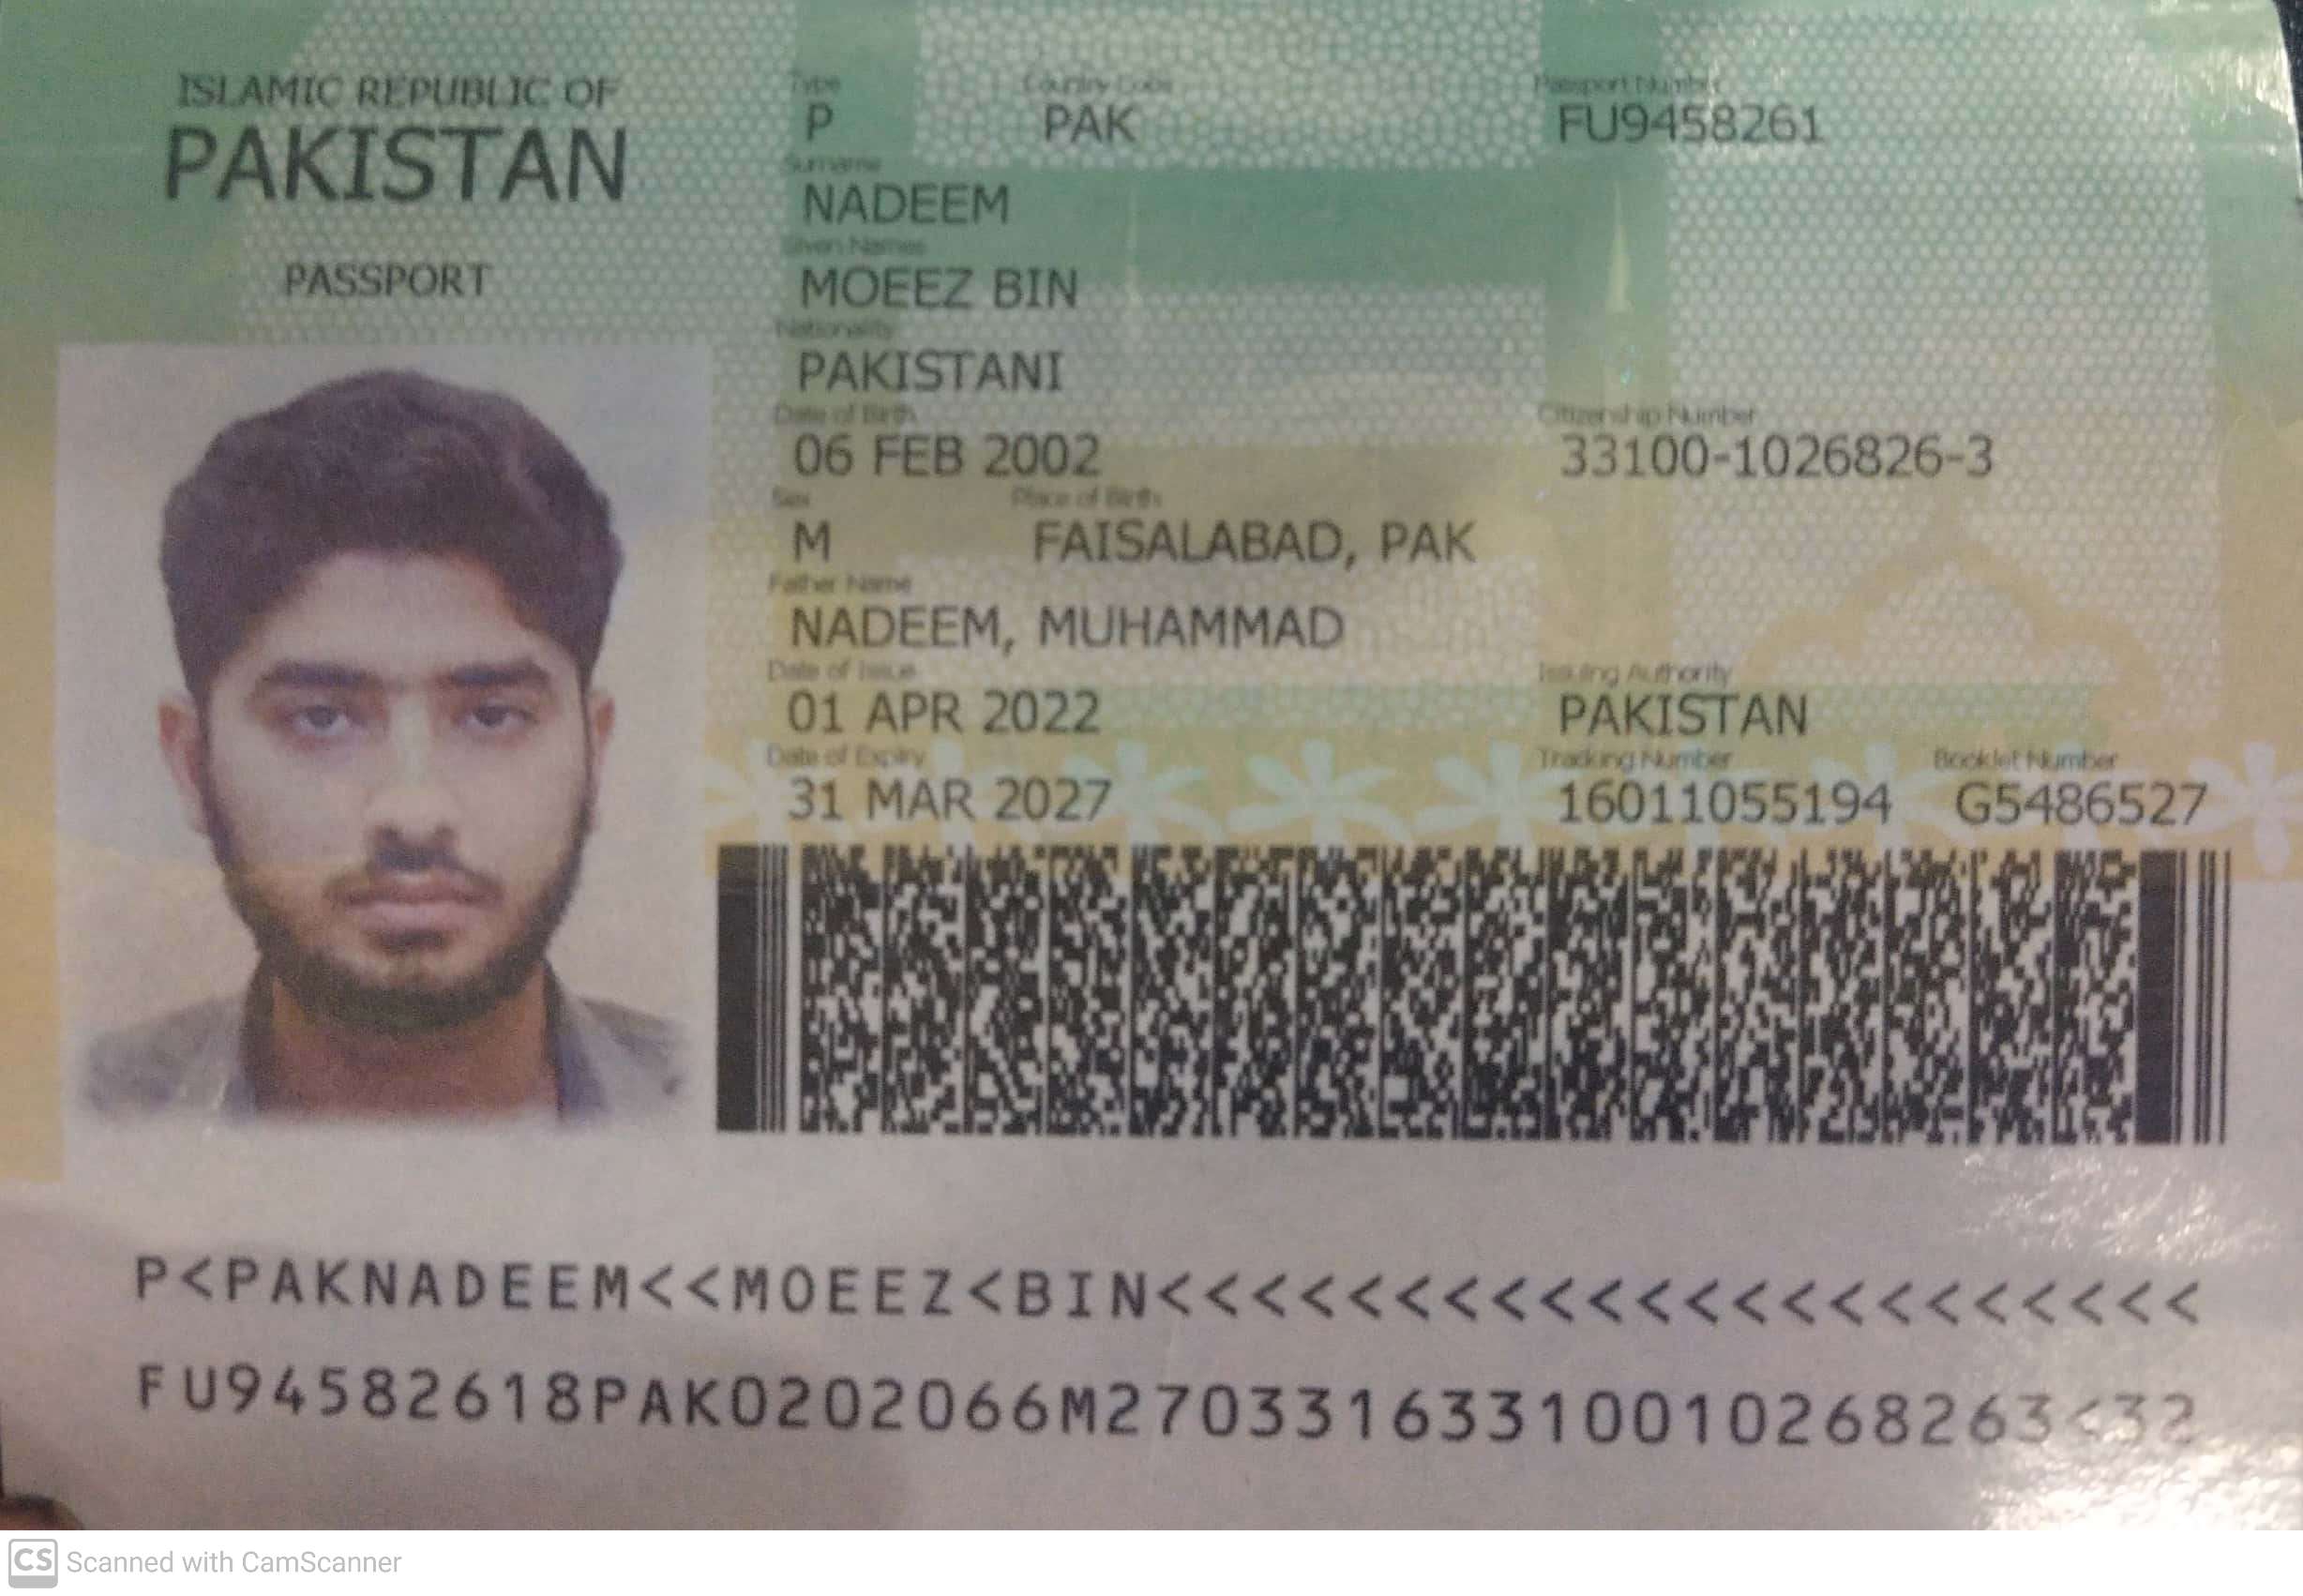 ISLAMIC REPUBLIC OF
PAKISTAN
PASSPORT
Type
P
Country Code
PAK
Passport Number
FU9458261
Surname
NADEEM
Given Names
MOEEZ BIN
Nationality
PAKISTANI
Date of Birth
06 FEB 2002
Citizenship Number
33100-1026826-3
Sex
M
Place of Birth
FAISALABAD, PAK
Father Name
NADEEM, MUHAMMAD
Date of Issue
01 APR 2022
Issuing Authority
PAKISTAN
Date of Expiry
31 MAR 2027
Tracking Number
16011055194
Booklet Number
G5486527
P<PAKNADEEM<<MOEEZ<BIN<<<<<<<<<<<<<<<<<<<<<<
FU94582618PAK0202066M27033163310010268263<32
CS Scanned with CamScanner